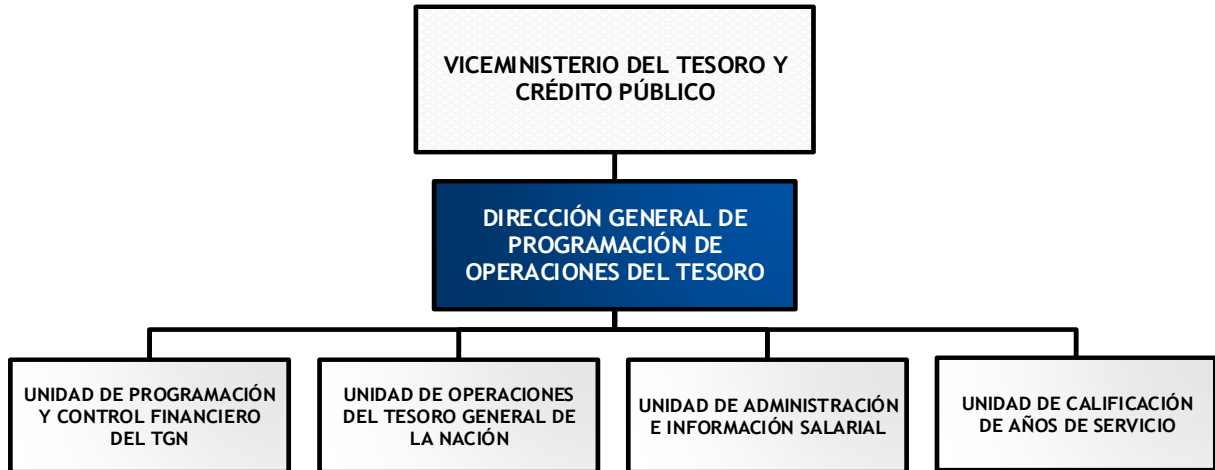 VICEMINISTERIO DEL TESORO Y
CRÉDITO PÚBLICO
DIRECCIÓN GENERAL DE
PROGRAMACIÓN DE
OPERACIONES DEL TESORO
UNIDAD DE PROGRAMACIÓN
Y CONTROL FINANCIERO
DEL TGN
UNIDAD DE OPERACIONES
DEL TESORO GENERAL DE
LA NACIÓN
UNIDAD DE ADMINISTRACIÓN
E INFORMACIÓN SALARIAL
UNIDAD DE CALIFICACIÓN
DE AÑOS DE SERVICIO